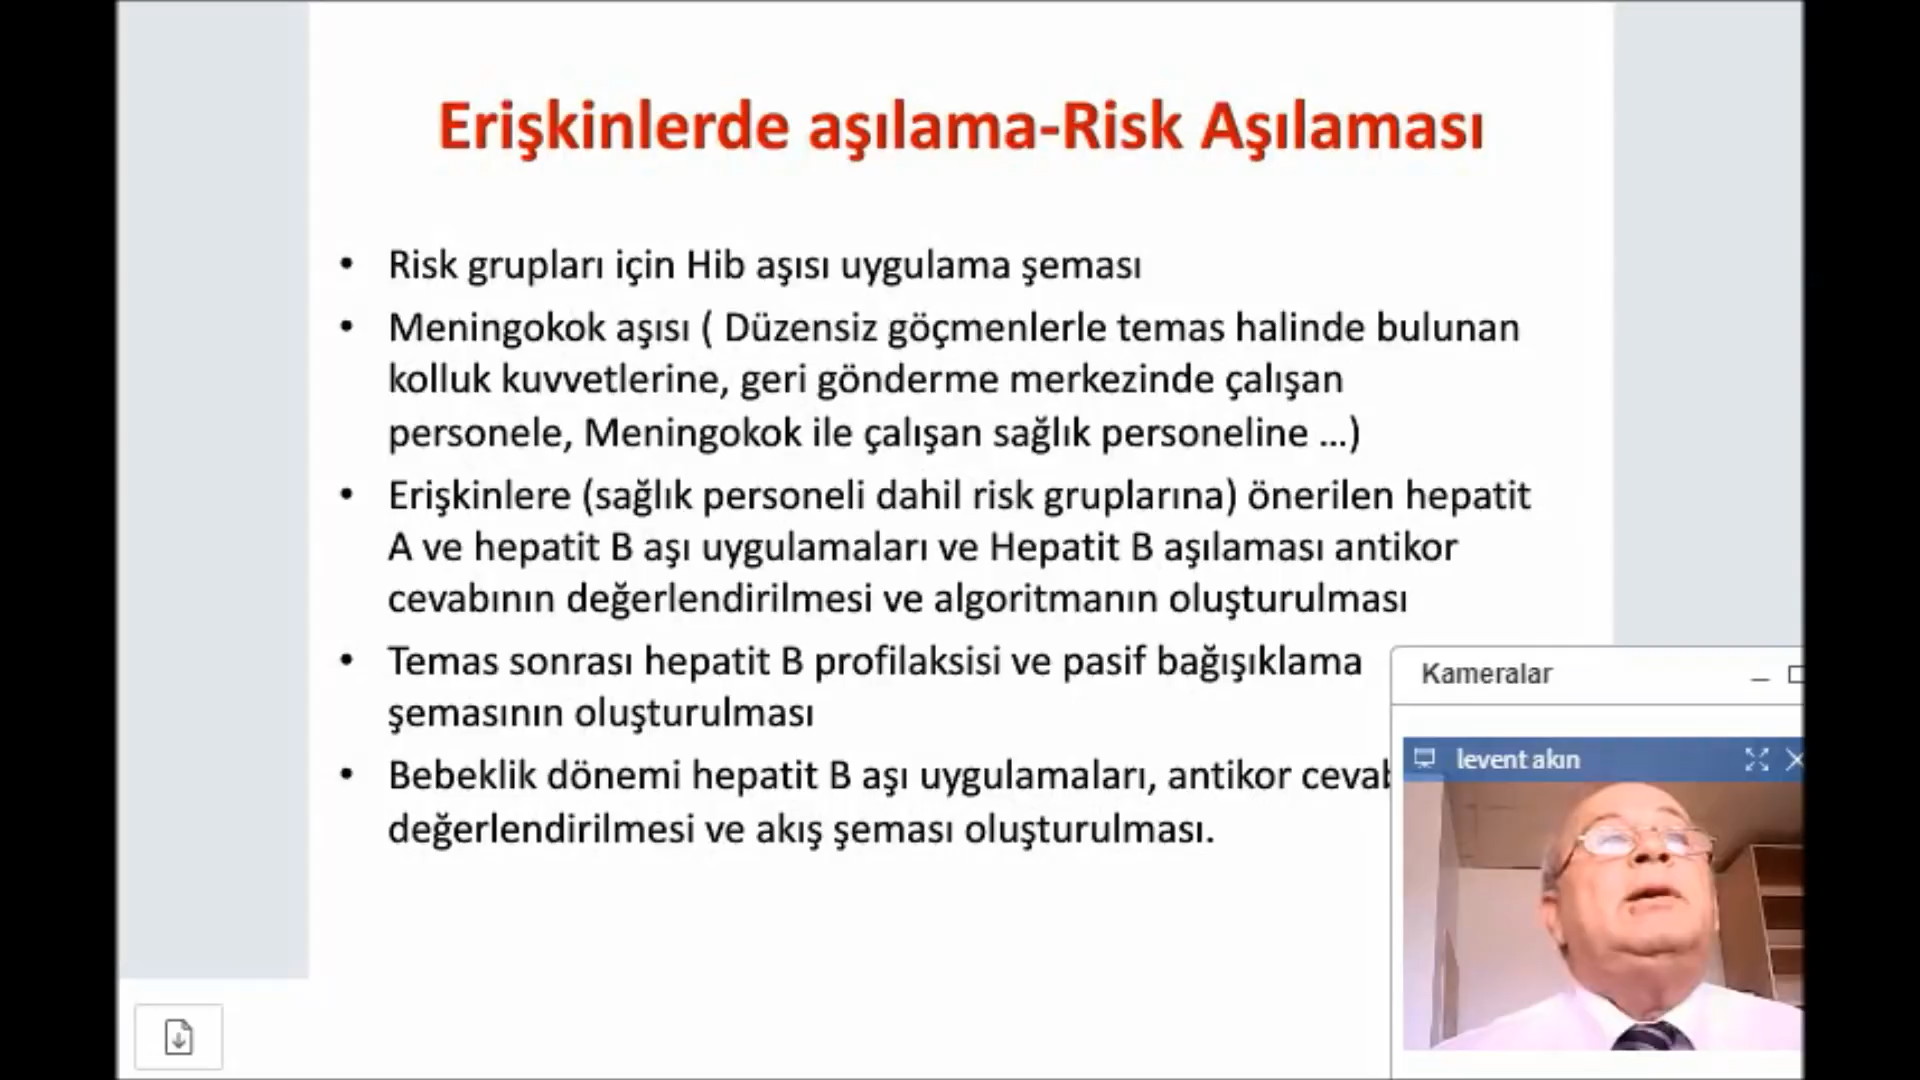 Erişkinlerde aşılama-Risk Aşılaması
• Risk grupları için Hib aşısı uygulama şeması
• Meningokok aşısı ( Düzensiz göçmenlerle temas halinde bulunan
kolluk kuvvetlerine, geri gönderme merkezinde çalışan
personele, Meningokok ile çalışan sağlık personeline ...)
• Erişkinlere (sağlık personeli dahil risk gruplarına) önerilen hepatit
A ve hepatit B aşı uygulamaları ve Hepatit B aşılaması antikor
cevabının değerlendirilmesi ve algoritmanın oluşturulması
• Temas sonrası hepatit B profilaksisi ve pasif bağışıklama
şemasının oluşturulması
• Bebeklik dönemi hepatit B aşı uygulamaları, antikor
değerlendirilmesi ve akış şeması oluşturulması.
Kameralar
levent akın